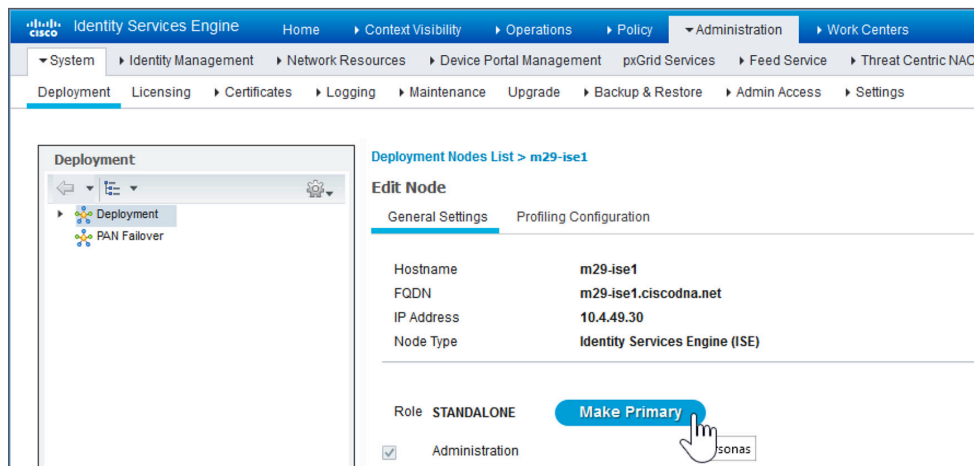 cisco Identity Services Engine Home Context Visibility Operations Policy Administration Work Centers
System Identity Management Network Resources Device Portal Management pxGrid Services Feed Service Threat Centric NAC
Deployment Licensing Certificates Logging Maintenance Upgrade Backup & Restore Admin Access Settings
Deployment
Deployment
PAN Failover
Deployment Nodes List > m29-ise1
Edit Node
General Settings Profiling Configuration
Hostname m29-ise1
FQDN m29-ise1.ciscodna.net
IP Address 10.4.49.30
Node Type Identity Services Engine (ISE)
Role STANDALONE Make Primary
Administration